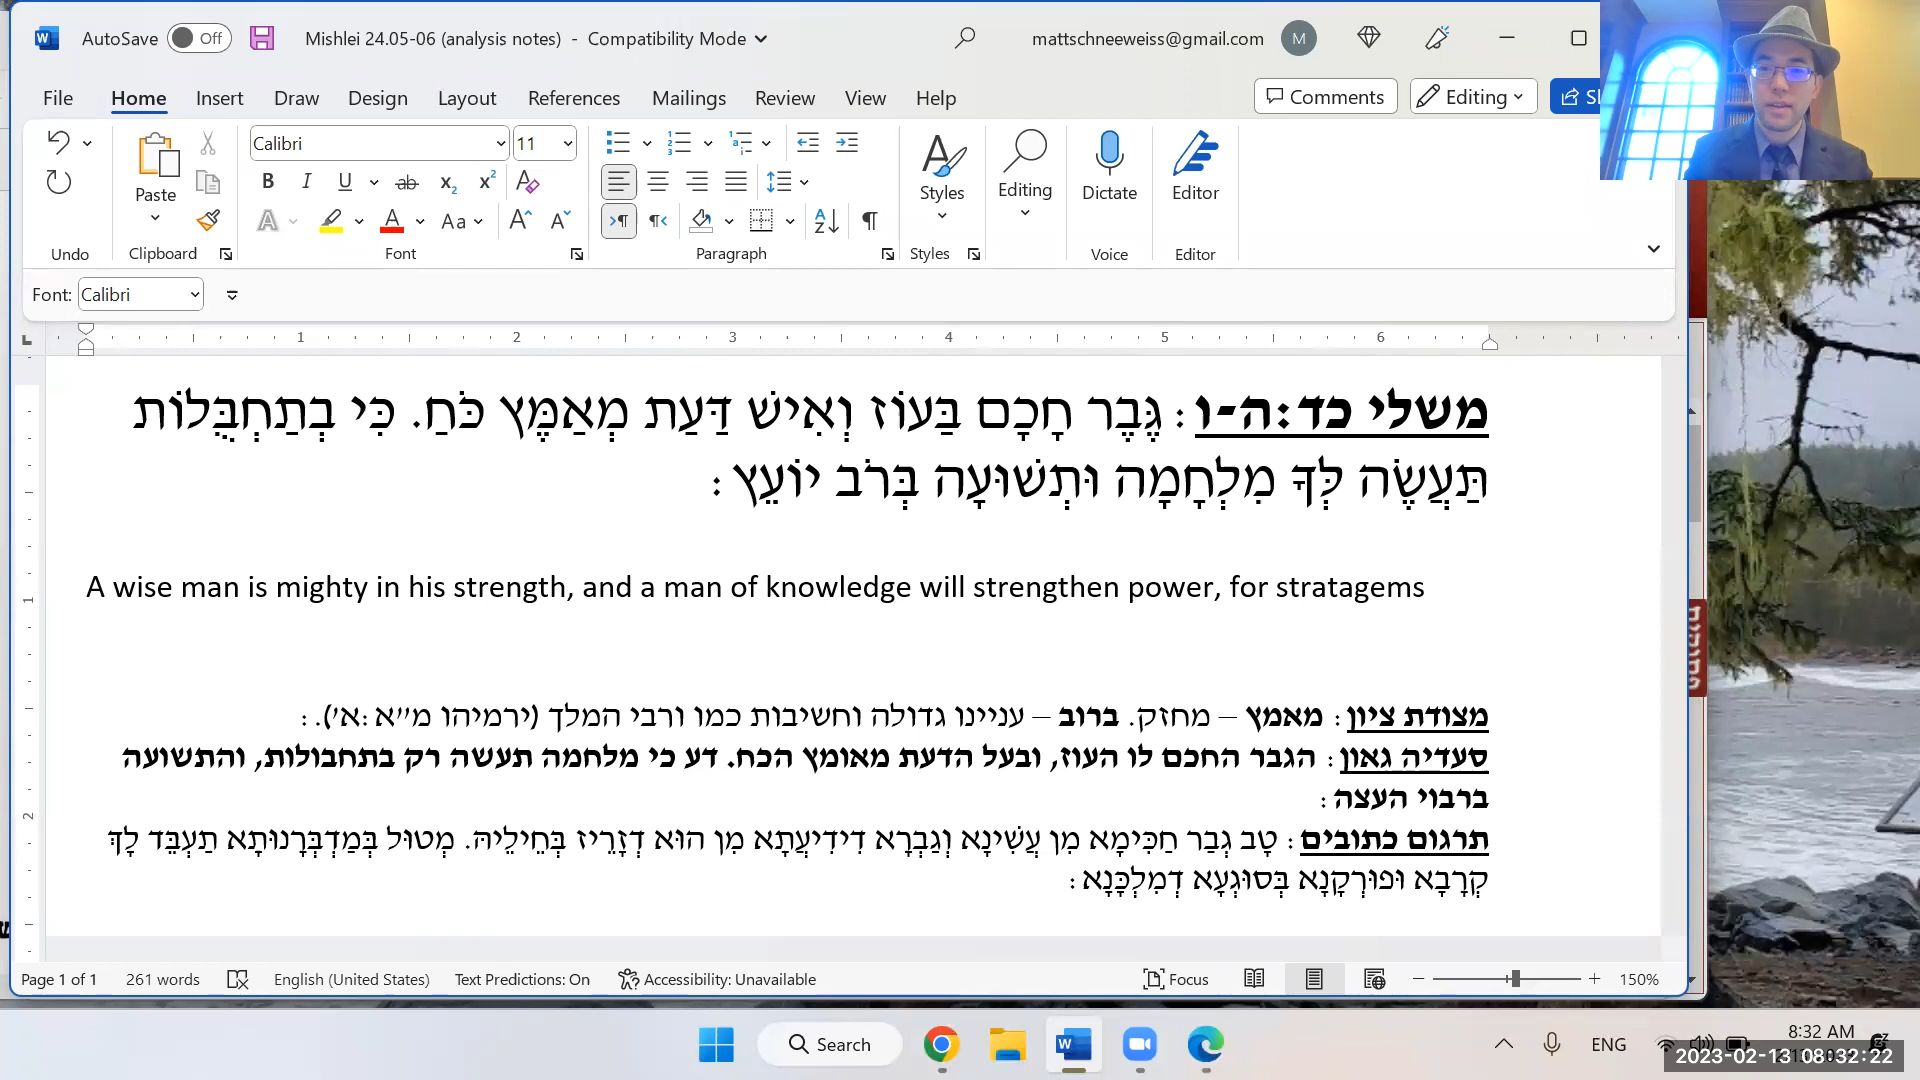 AutoSave Off Mishlei 24.05-06 (analysis notes) - Compatibility Mode mattschneeweiss@gmail.com M
File Home Insert Draw Design Layout References Mailings Review View Help Comments Editing
Calibri 11
Paste Styles Editing Dictate Editor
Undo Clipboard Font Paragraph Styles Voice Editor
Font: Calibri
1 2 3 4 5 6
משלי כד:ה-ו: גֶּבֶר חָכָם בַּעוֹז וְאִישׁ דַּעַת מְאַמֶּץ כֹּחַ. כִּי בְתַחְבֻּלוֹת
תַּעֲשֶׂה לְּךָ מִלְחָמָה וּתְשׁוּעָה בְּרֹב יוֹעֵץ:
A wise man is mighty in his strength, and a man of knowledge will strengthen power, for stratagems
מצודת ציון: מאמץ – מחזק. ברוב – עניינו גדולה וחשיבות כמו ורבי המלך (ירמיהו מ״א:א׳).:
סעדיה גאון: הגבר החכם לו העוז, ובעל הדעת מאומץ הכח. דע כי מלחמה תעשה רק בתחבולות, והתשועה
ברבוי העצה:
תרגום כתובים: טָב גְבַר חַכִּימָא מִן עֲשִׁינָא וְגַבְרָא דִידִיעֲתָא מִן הוּא דְזָרֵיז בְּחֵילֵיהּ. מְטוּל בְּמַדְבְּרָנוּתָא תַעְבֵּד לָךְ
קְרָבָא וּפוּרְקָנָא בְּסוּגְעָא דְמִלְכָּנָא:
Page 1 of 1 261 words English (United States) Text Predictions: On Accessibility: Unavailable Focus 150%
Search ENG 8:32 AM
2023-02-13 08:32:22